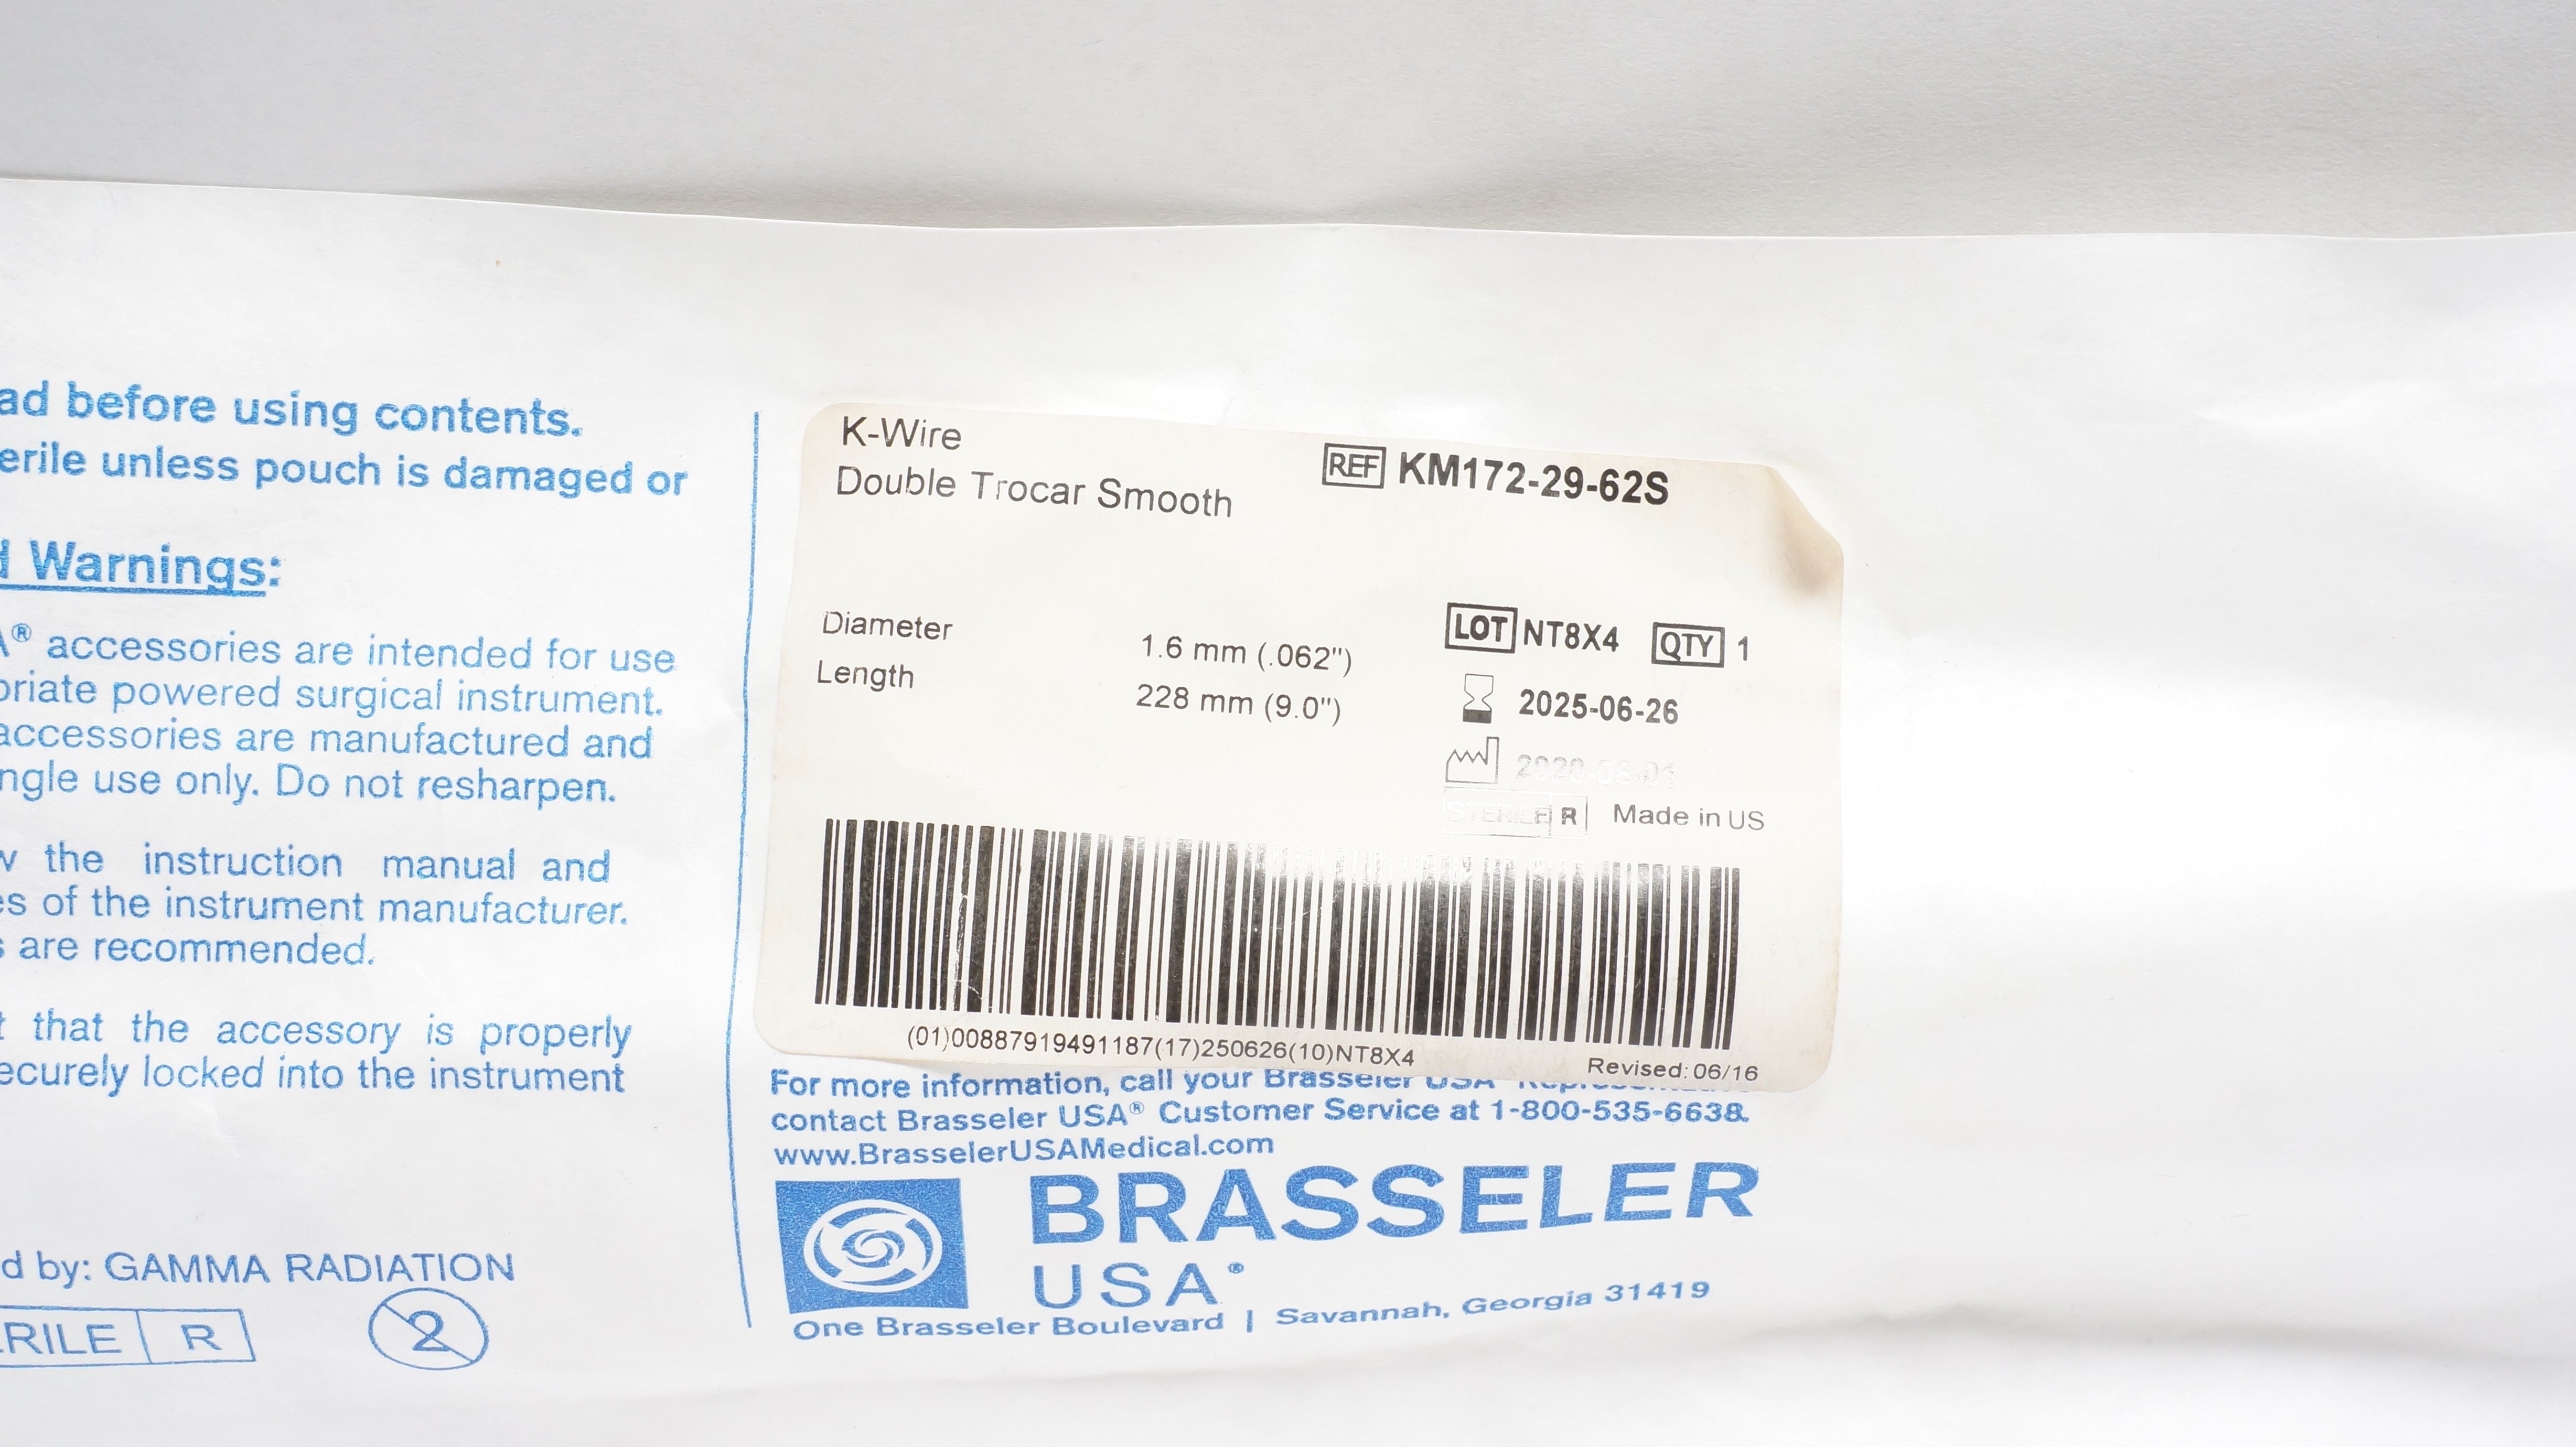 ad before using contents.
erile unless pouch is damaged or
d Warnings:
A® accessories are intended for use
oriate powered surgical instrument.
accessories are manufactured and
ngle use only. Do not resharpen.
w the instruction manual and
es of the instrument manufacturer.
s are recommended.
t that the accessory is properly
ecurely locked into the instrument
d by: GAMMA RADIATION
ERILE R
2
K-Wire
Double Trocar Smooth
REF KM172-29-62S
Diameter 1.6 mm (.062")
Length 228 mm (9.0")
LOT NT8X4 QTY 1
2025-06-26
STERILE R Made in US
(01)00887919491187(17)250626(10)NT8X4
Revised: 06/16
For more information, call your Brasseler USA
contact Brasseler USA® Customer Service at 1-800-535-6638.
www.BrasselerUSAMedical.com
BRASSELER
USA®
One Brasseler Boulevard | Savannah, Georgia 31419